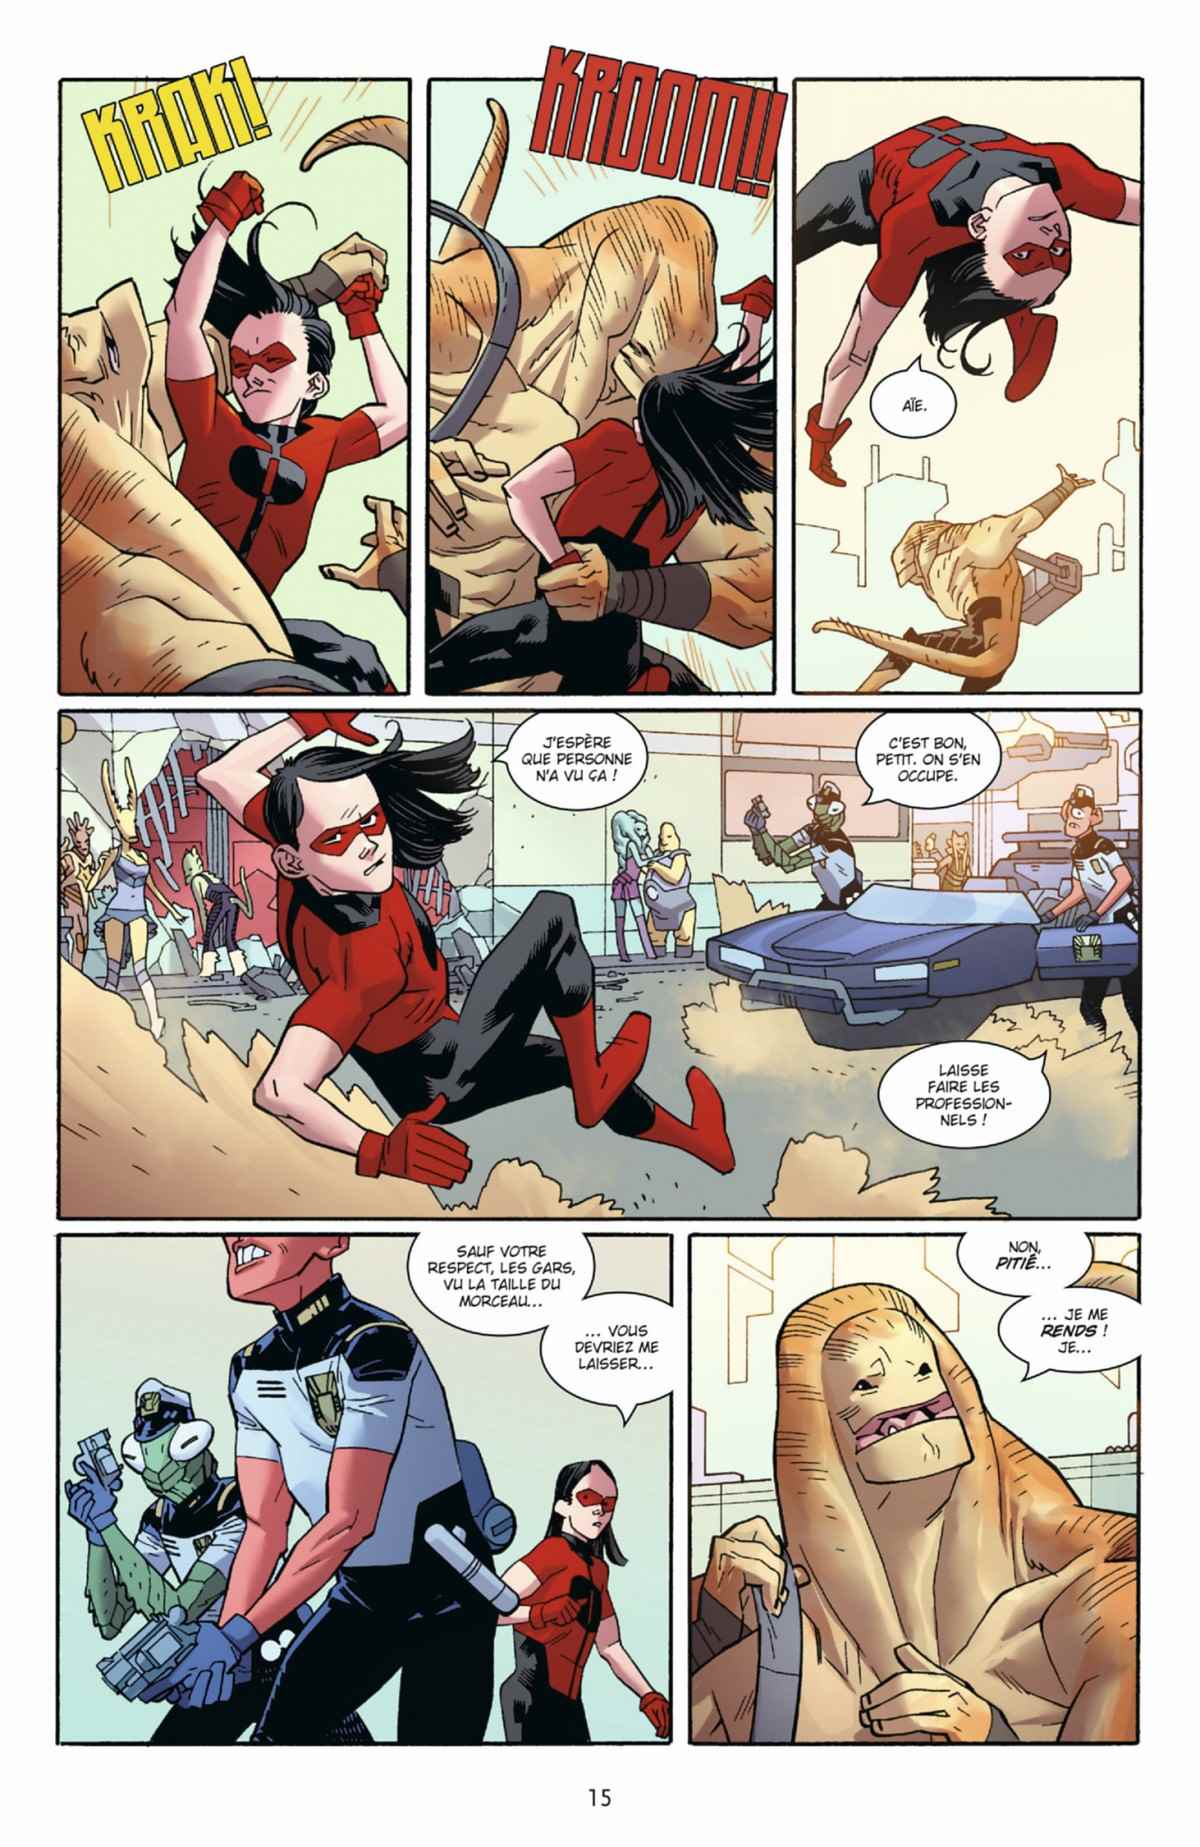 KRAK!
KROOM!!
AÏE.
J'ESPÈRE
QUE PERSONNE
N'A VU ÇA !
C'EST BON,
PETIT. ON S'EN
OCCUPE.
LAISSE
FAIRE LES
PROFESSION-
NELS !
SAUF VOTRE
RESPECT, LES GARS,
VU LA TAILLE DU
MORCEAU...
... VOUS
DEVRIEZ ME
LAISSER...
NON,
PITIÉ...
... JE ME
RENDS !
JE...
15